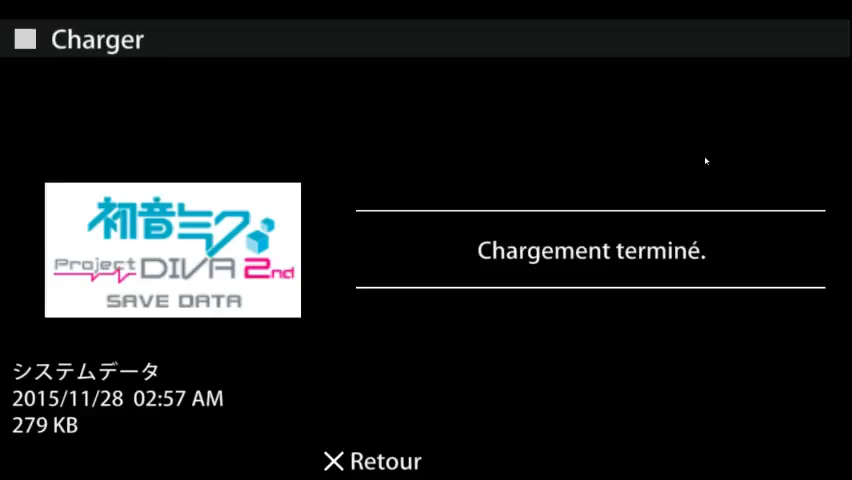 Charger
初音ミク
Project DIVA 2nd
SAVE DATA
Chargement terminé.
システムデータ
2015/11/28 02:57 AM
279 KB
Retour